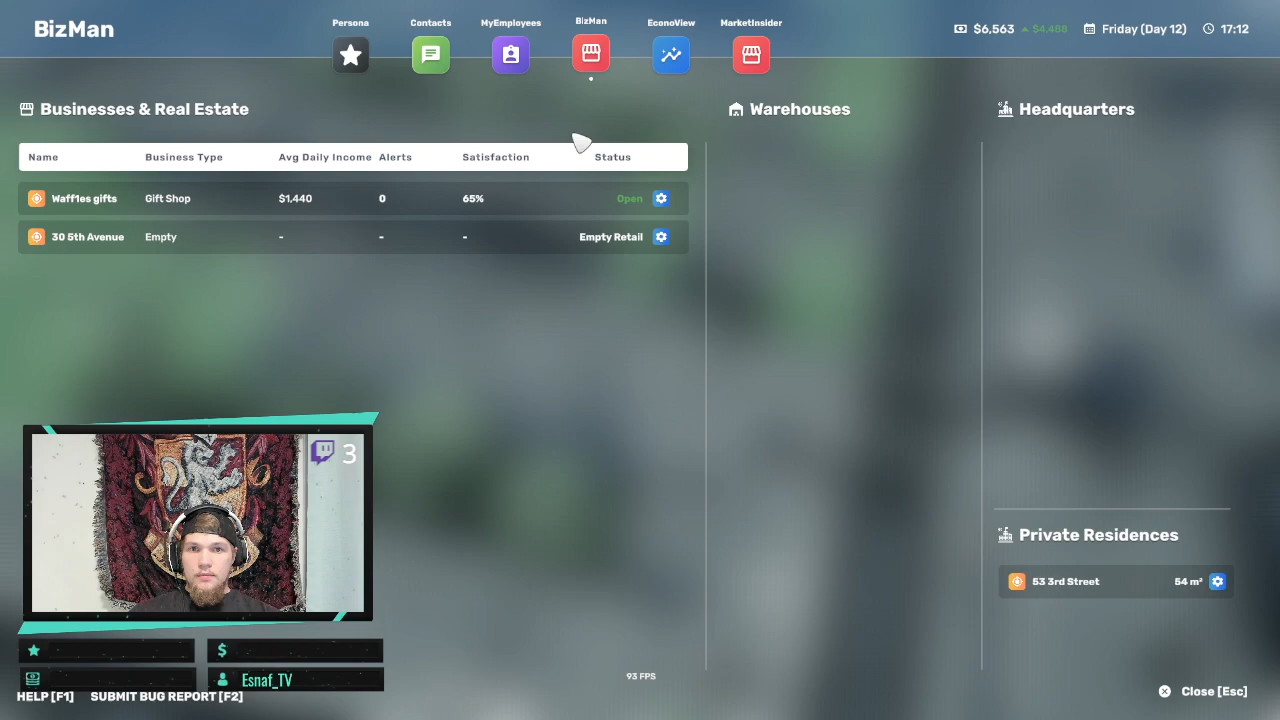 BizMan
Persona
Contacts
MyEmployees
BizMan
EconoView
MarketInsider
$6,563 ▲ $4,488
Friday (Day 12)
17:12
Businesses & Real Estate
Warehouses
Headquarters
Name Business Type Avg Daily Income Alerts Satisfaction Status
Waff1es gifts Gift Shop $1,440 0 65% Open
30 5th Avenue Empty - - - Empty Retail
3
Private Residences
53 3rd Street 54 m²
$
Esnaf_TV
93 FPS
HELP [F1] SUBMIT BUG REPORT [F2]
Close [Esc]